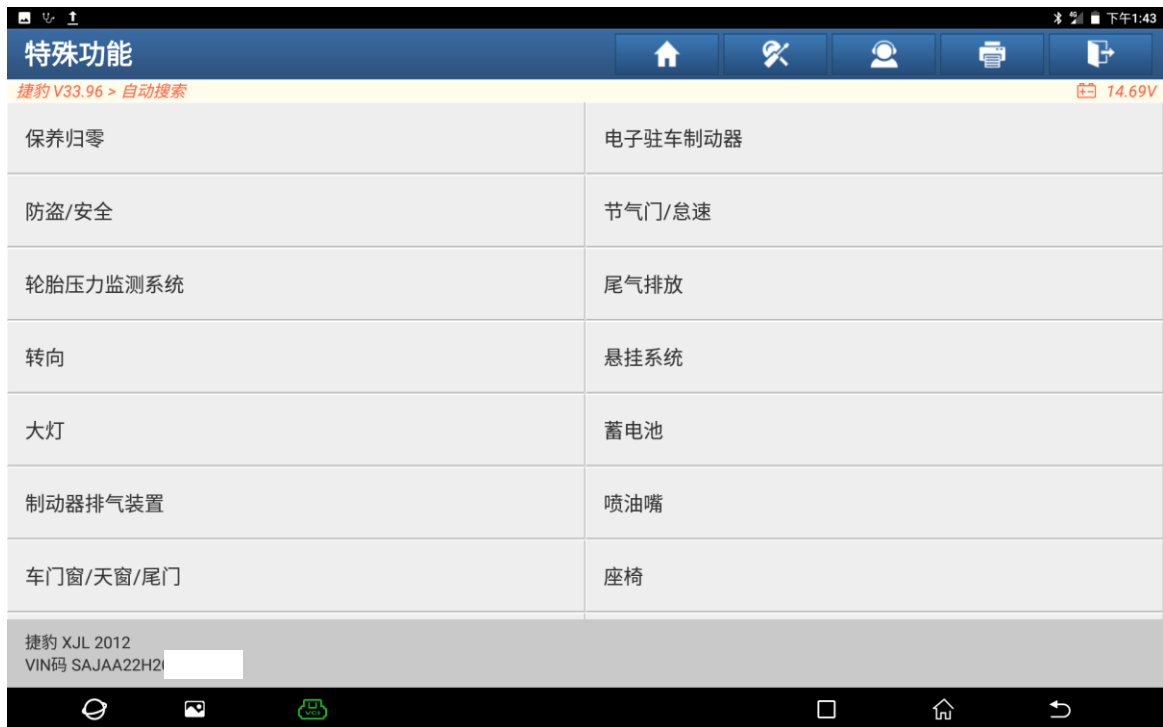 4G 下午1:43
特殊功能
捷豹 V33.96 > 自动搜索 14.69V
保养归零 电子驻车制动器
防盗/安全 节气门/怠速
轮胎压力监测系统 尾气排放
转向 悬挂系统
大灯 蓄电池
制动器排气装置 喷油嘴
车门窗/天窗/尾门 座椅
捷豹 XJL 2012
VIN码 SAJAA22H2
VCI